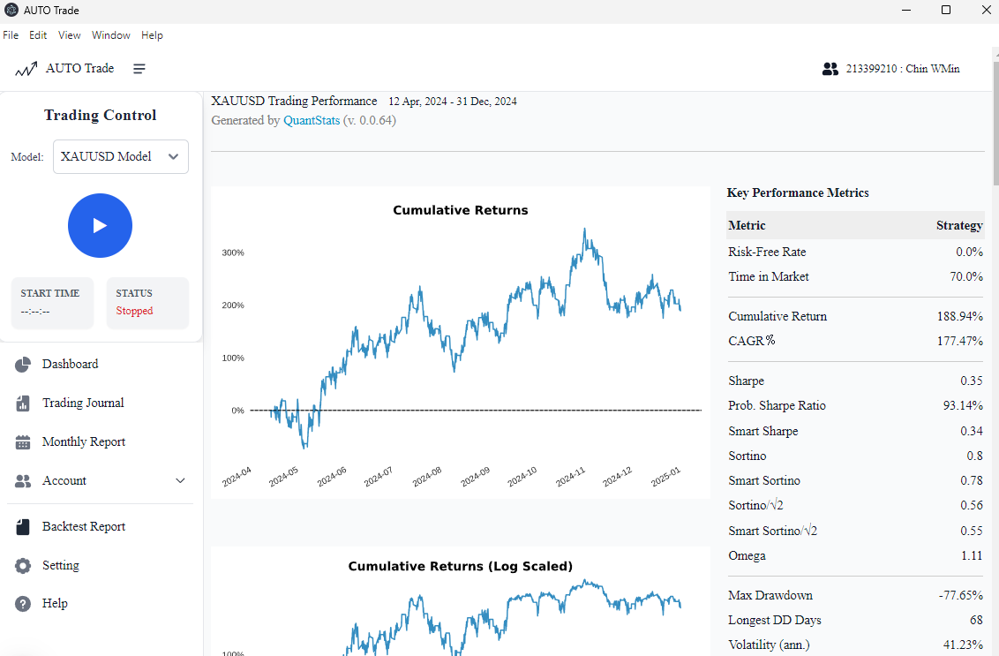 AUTO Trade
File Edit View Window Help
AUTO Trade
213399210 : Chin WMin
Trading Control
Model: XAUUSD Model
START TIME
--:--:--
STATUS
Stopped
Dashboard
Trading Journal
Monthly Report
Account
Backtest Report
Setting
Help
XAUUSD Trading Performance 12 Apr, 2024 - 31 Dec, 2024
Generated by QuantStats (v. 0.0.64)
Cumulative Returns
300%
200%
100%
0%
2024-04 2024-05 2024-06 2024-07 2024-08 2024-09 2024-10 2024-11 2024-12 2025-01
Cumulative Returns (Log Scaled)
100%
Key Performance Metrics
Metric Strategy
Risk-Free Rate 0.0%
Time in Market 70.0%
Cumulative Return 188.94%
CAGR﹪ 177.47%
Sharpe 0.35
Prob. Sharpe Ratio 93.14%
Smart Sharpe 0.34
Sortino 0.8
Smart Sortino 0.78
Sortino/√2 0.56
Smart Sortino/√2 0.55
Omega 1.11
Max Drawdown -77.65%
Longest DD Days 68
Volatility (ann.) 41.23%